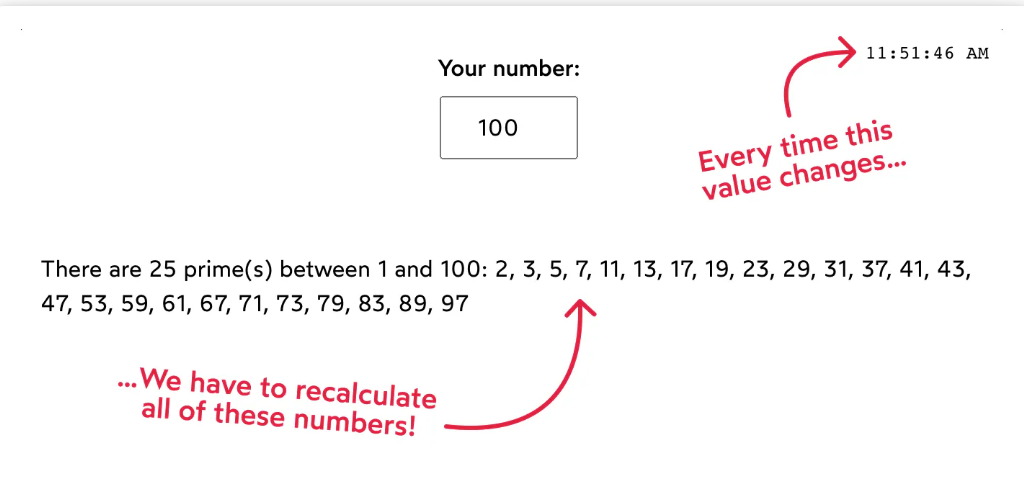 11:51:46 AM
Your number:
100
Every time this
value changes...
There are 25 prime(s) between 1 and 100: 2, 3, 5, 7, 11, 13, 17, 19, 23, 29, 31, 37, 41, 43,
47, 53, 59, 61, 67, 71, 73, 79, 83, 89, 97
...We have to recalculate
all of these numbers!